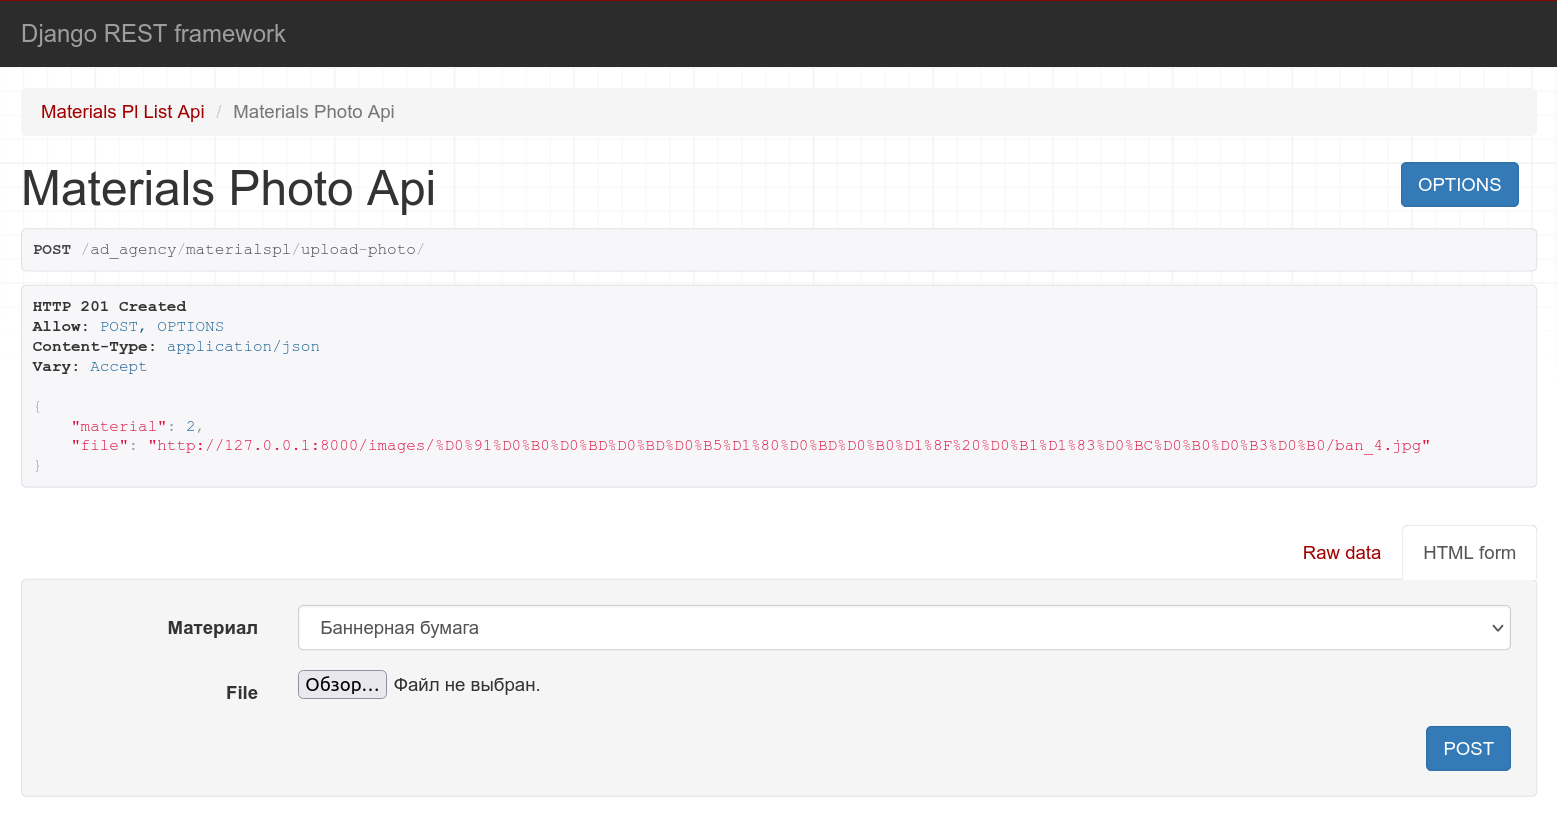 Django REST framework
Materials Pl List Api / Materials Photo Api
Materials Photo Api
OPTIONS
POST /ad_agency/materialspl/upload-photo/
HTTP 201 Created
Allow: POST, OPTIONS
Content-Type: application/json
Vary: Accept
{
    "material": 2,
    "file": "http://127.0.0.1:8000/images/%D0%91%D0%B0%D0%BD%D0%BD%D0%B5%D1%80%D0%BD%D0%B0%D1%8F%20%D0%B1%D1%83%D0%BC%D0%B0%D0%B3%D0%B0/ban_4.jpg"
}
Raw data
HTML form
Материал
Баннерная бумага
File
Обзор… Файл не выбран.
POST